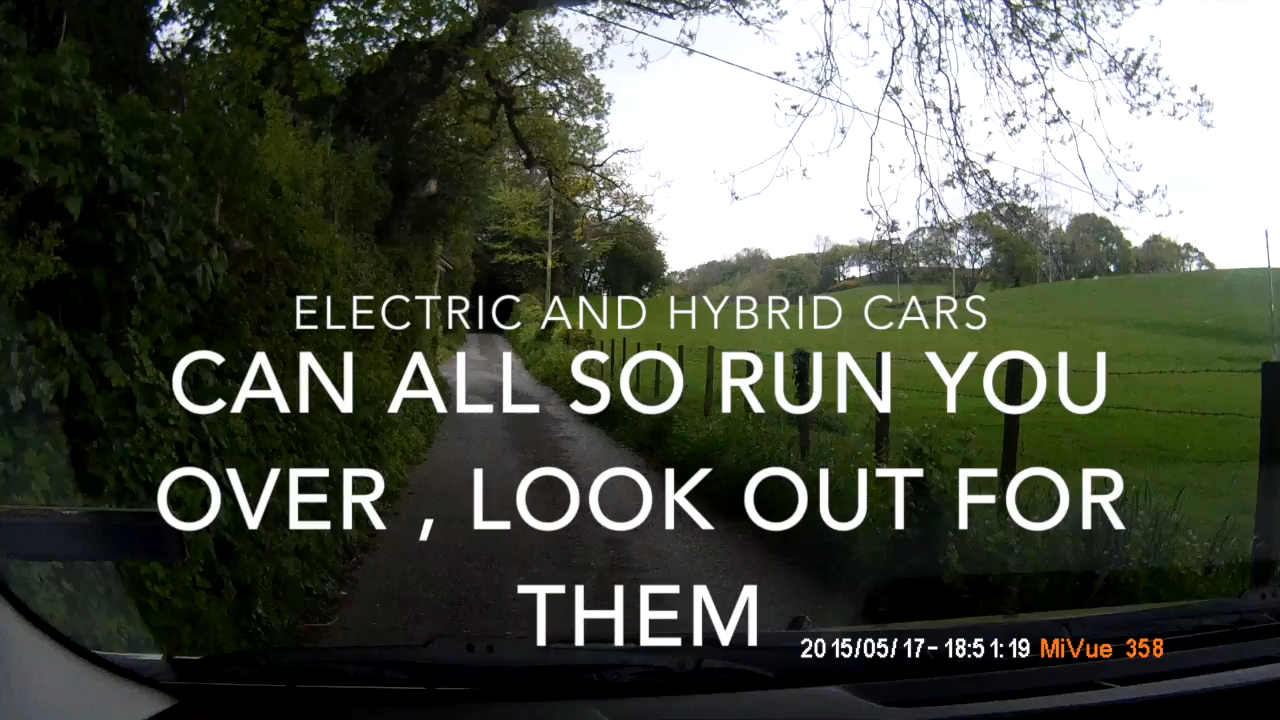 ELECTRIC AND HYBRID CARS
CAN ALL SO RUN YOU
OVER , LOOK OUT FOR
THEM
2015/05/17-18:51:19 MiVue 358